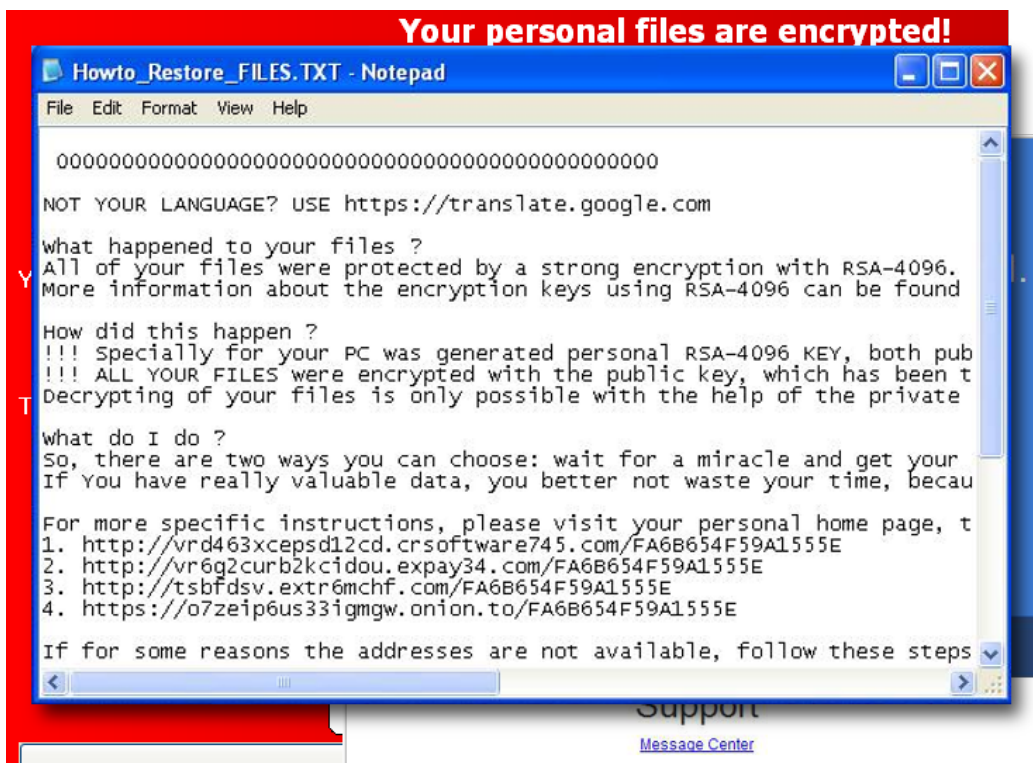 Your personal files are encrypted!
Howto_Restore_FILES.TXT - Notepad
File Edit Format View Help
OOOOOOOOOOOOOOOOOOOOOOOOOOOOOOOOOOOOOOOOOOOOOO
NOT YOUR LANGUAGE? USE https://translate.google.com
What happened to your files ?
All of your files were protected by a strong encryption with RSA-4096.
More information about the encryption keys using RSA-4096 can be found
How did this happen ?
!!! Specially for your PC was generated personal RSA-4096 KEY, both pub
!!! ALL YOUR FILES were encrypted with the public key, which has been t
Decrypting of your files is only possible with the help of the private
What do I do ?
So, there are two ways you can choose: wait for a miracle and get your
If You have really valuable data, you better not waste your time, becau
For more specific instructions, please visit your personal home page, t
1. http://vrd463xcepsd12cd.crsoftware745.com/FA6B654F59A1555E
2. http://vr6g2curb2kcidou.expay34.com/FA6B654F59A1555E
3. http://tsbfdsv.extr6mchf.com/FA6B654F59A1555E
4. https://o7zeip6us33igmgw.onion.to/FA6B654F59A1555E
If for some reasons the addresses are not available, follow these steps
Support
Message Center